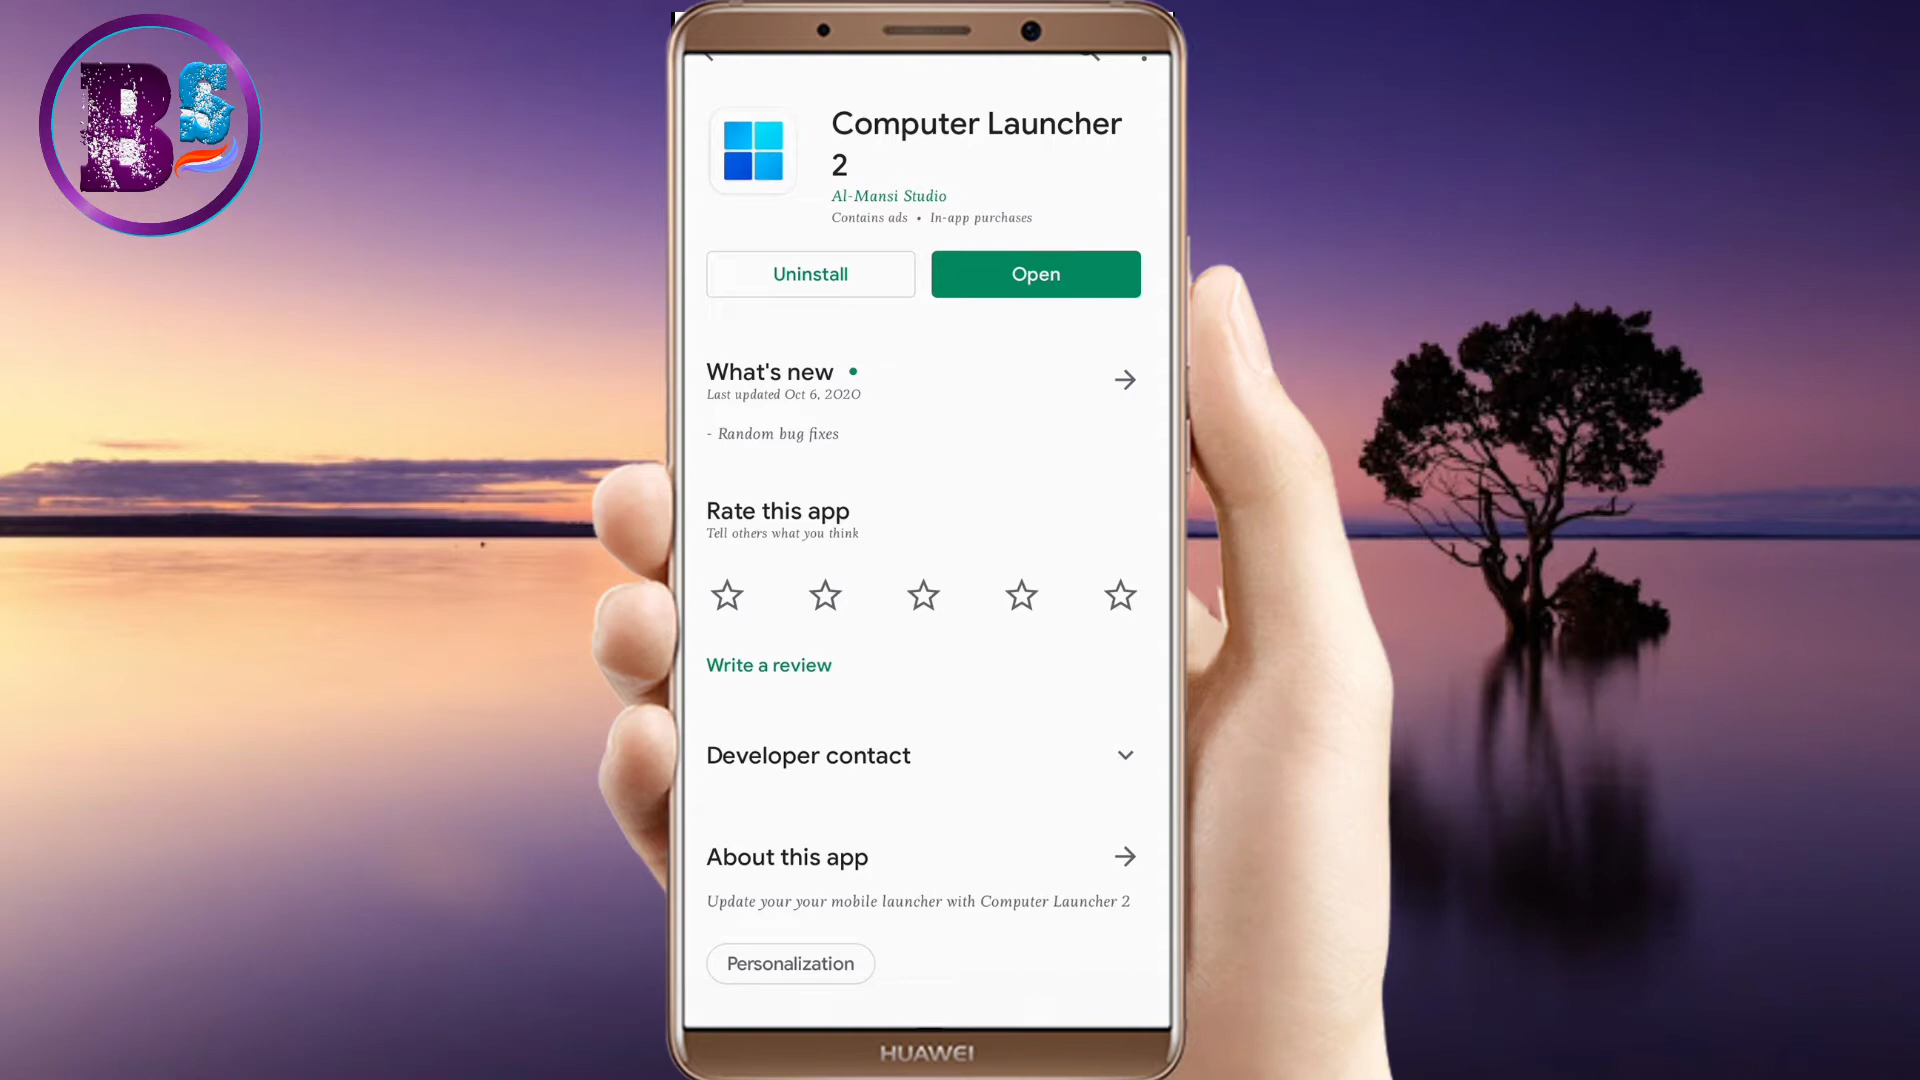 BS
Computer Launcher
2
Al-Mansi Studio
Contains ads • In-app purchases
Uninstall
Open
What's new •
Last updated Oct 6, 2020
- Random bug fixes
Rate this app
Tell others what you think
Write a review
Developer contact
About this app
Update your your mobile launcher with Computer Launcher 2
Personalization
HUAWEI